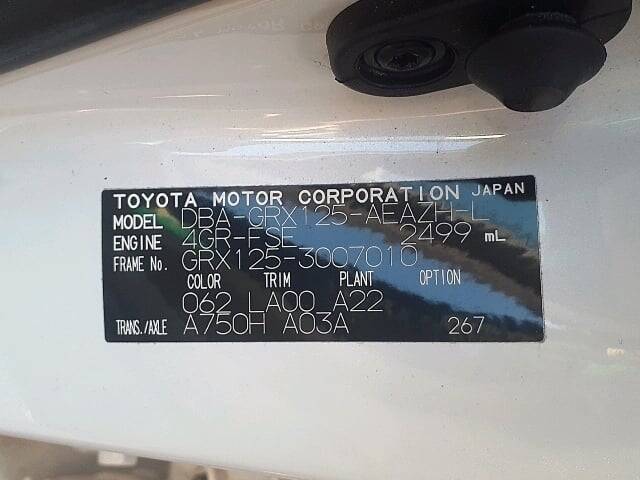 TOYOTA MOTOR CORPORATION JAPAN
MODEL DBA-GRX125-AEAZH-L
ENGINE 4GR-FSE 2499 mL
FRAME No. GRX125-3007010
COLOR TRIM PLANT OPTION
062 LA00 A22
TRANS./AXLE A750H A03A 267